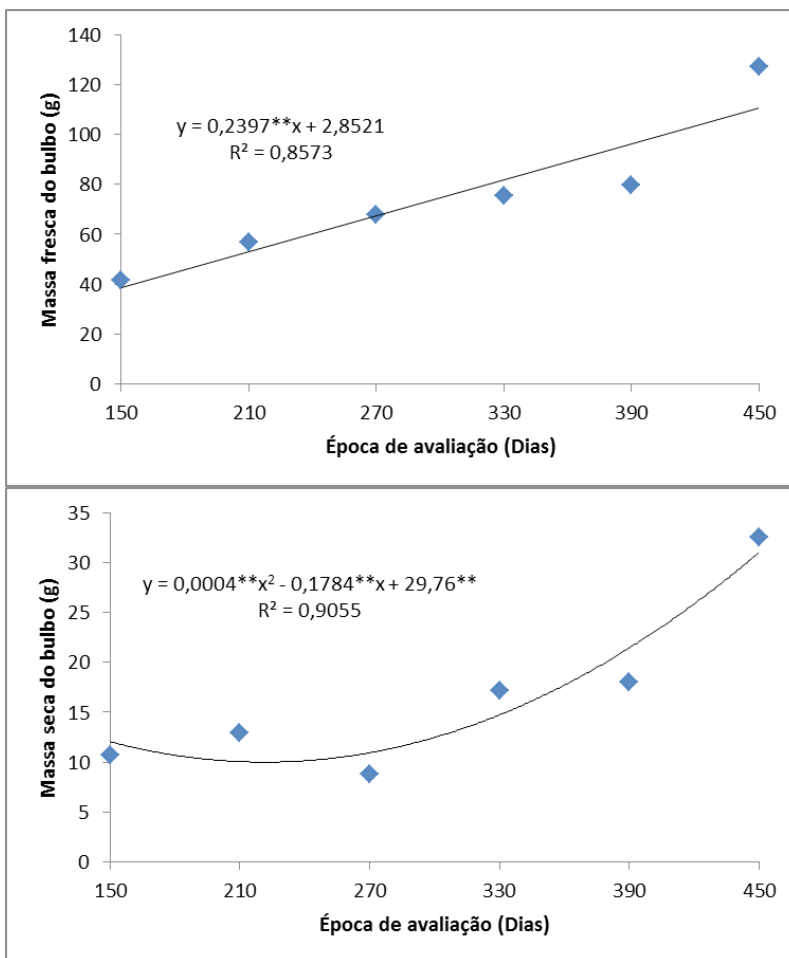 140
120
100
80
60
40
20
0
Massa fresca do bulbo (g)
y = 0,2397**x + 2,8521
R² = 0,8573
150 210 270 330 390 450
Época de avaliação (Dias)
35
30
25
20
15
10
5
0
Massa seca do bulbo (g)
y = 0,0004**x² - 0,1784**x + 29,76**
R² = 0,9055
150 210 270 330 390 450
Época de avaliação (Dias)